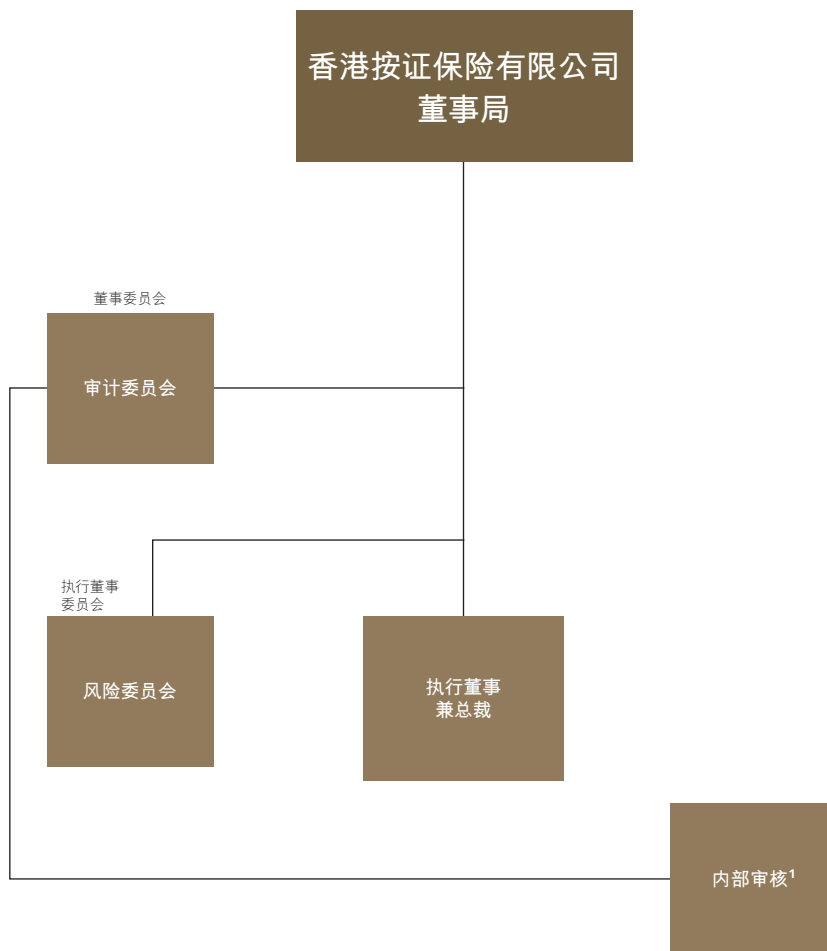 香港按证保险有限公司
董事局
董事委员会
审计委员会
执行董事
委员会
风险委员会
执行董事
兼总裁
内部审核¹